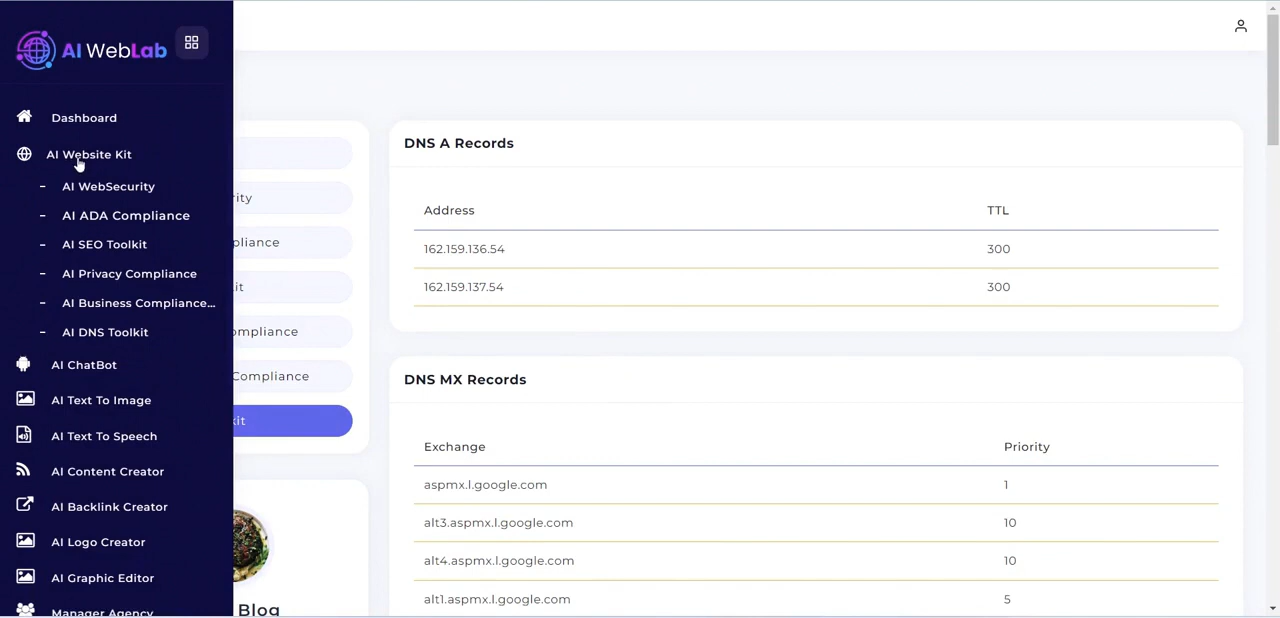 AI WebLab
Dashboard
AI Website Kit
- AI WebSecurity
- AI ADA Compliance
- AI SEO Toolkit
- AI Privacy Compliance
- AI Business Compliance...
- AI DNS Toolkit
AI ChatBot
AI Text To Image
AI Text To Speech
AI Content Creator
AI Backlink Creator
AI Logo Creator
AI Graphic Editor
Manager Agency
rity
pliance
it
ompliance
Compliance
kit
Blog
DNS A Records
Address TTL
162.159.136.54 300
162.159.137.54 300
DNS MX Records
Exchange Priority
aspmx.l.google.com 1
alt3.aspmx.l.google.com 10
alt4.aspmx.l.google.com 10
alt1.aspmx.l.google.com 5